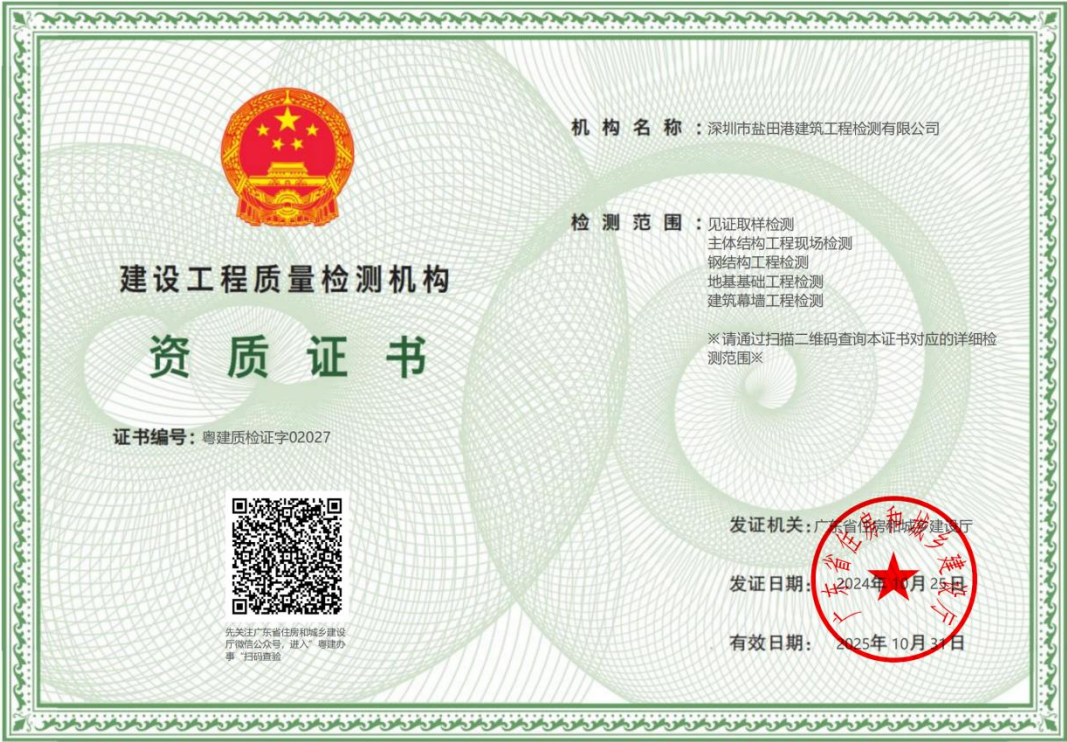 建设工程质量检测机构
资质证书
证书编号：粤建质检证字02027
先关注广东省住房和城乡建设
厅微信公众号，进入“粤建办
事“扫码查验
机构名称：深圳市盐田港建筑工程检测有限公司
检测范围：见证取样检测
主体结构工程现场检测
钢结构工程检测
地基基础工程检测
建筑幕墙工程检测
※请通过扫描二维码查询本证书对应的详细检
测范围※
发证机关：广东省住房和城乡建设厅
发证日期：2024年10月25日
有效日期：2025年10月31日
广东省住房和城乡建设厅